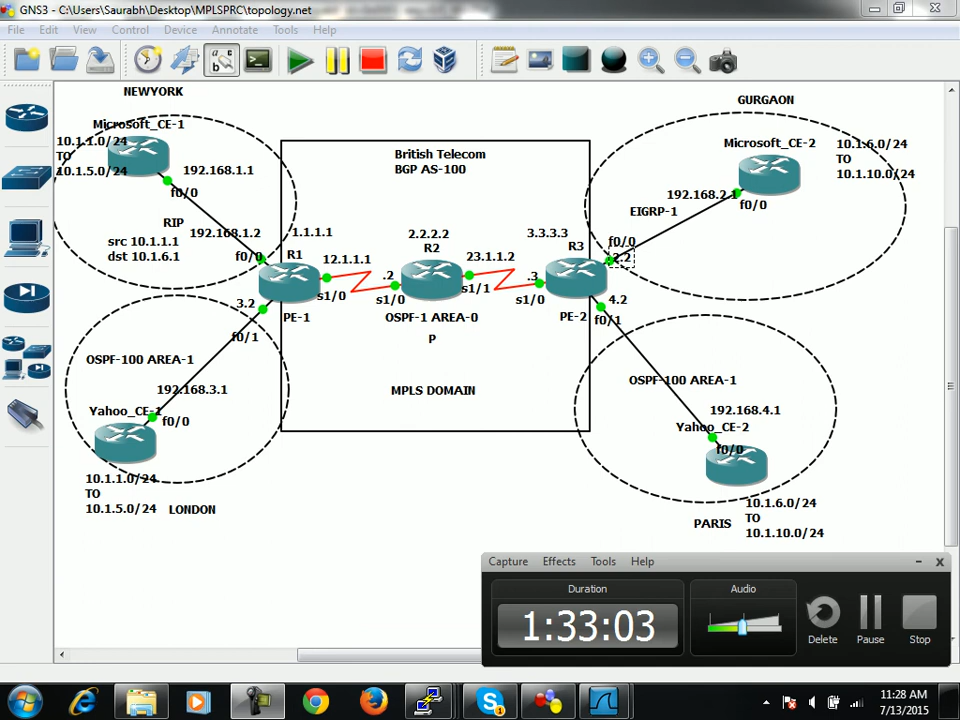 GNS3 - C:\Users\Saurabh\Desktop\MPLSPRC\topology.net
File Edit View Control Device Annotate Tools Help
NEWYORK
Microsoft_CE-1
10.1.1.0/24
TO
10.1.5.0/24
192.168.1.1
f0/0
RIP
192.168.1.2
src 10.1.1.1
dst 10.1.6.1
f0/0
British Telecom
BGP AS-100
GURGAON
Microsoft_CE-2
10.1.6.0/24
TO
10.1.10.0/24
192.168.2.1
f0/0
EIGRP-1
f0/0
2.2
1.1.1.1
R1
12.1.1.1
s1/0
PE-1
2.2.2.2
R2
.2
s1/0
23.1.1.2
s1/1
OSPF-1 AREA-0
P
MPLS DOMAIN
3.3.3.3
R3
.3
s1/0
PE-2
4.2
f0/1
3.2
f0/1
OSPF-100 AREA-1
192.168.3.1
Yahoo_CE-1
f0/0
10.1.1.0/24
TO
10.1.5.0/24
LONDON
OSPF-100 AREA-1
192.168.4.1
Yahoo_CE-2
f0/0
10.1.6.0/24
TO
10.1.10.0/24
PARIS
Capture Effects Tools Help
Duration
1:33:03
Audio
Delete
Pause
Stop
11:28 AM
7/13/2015